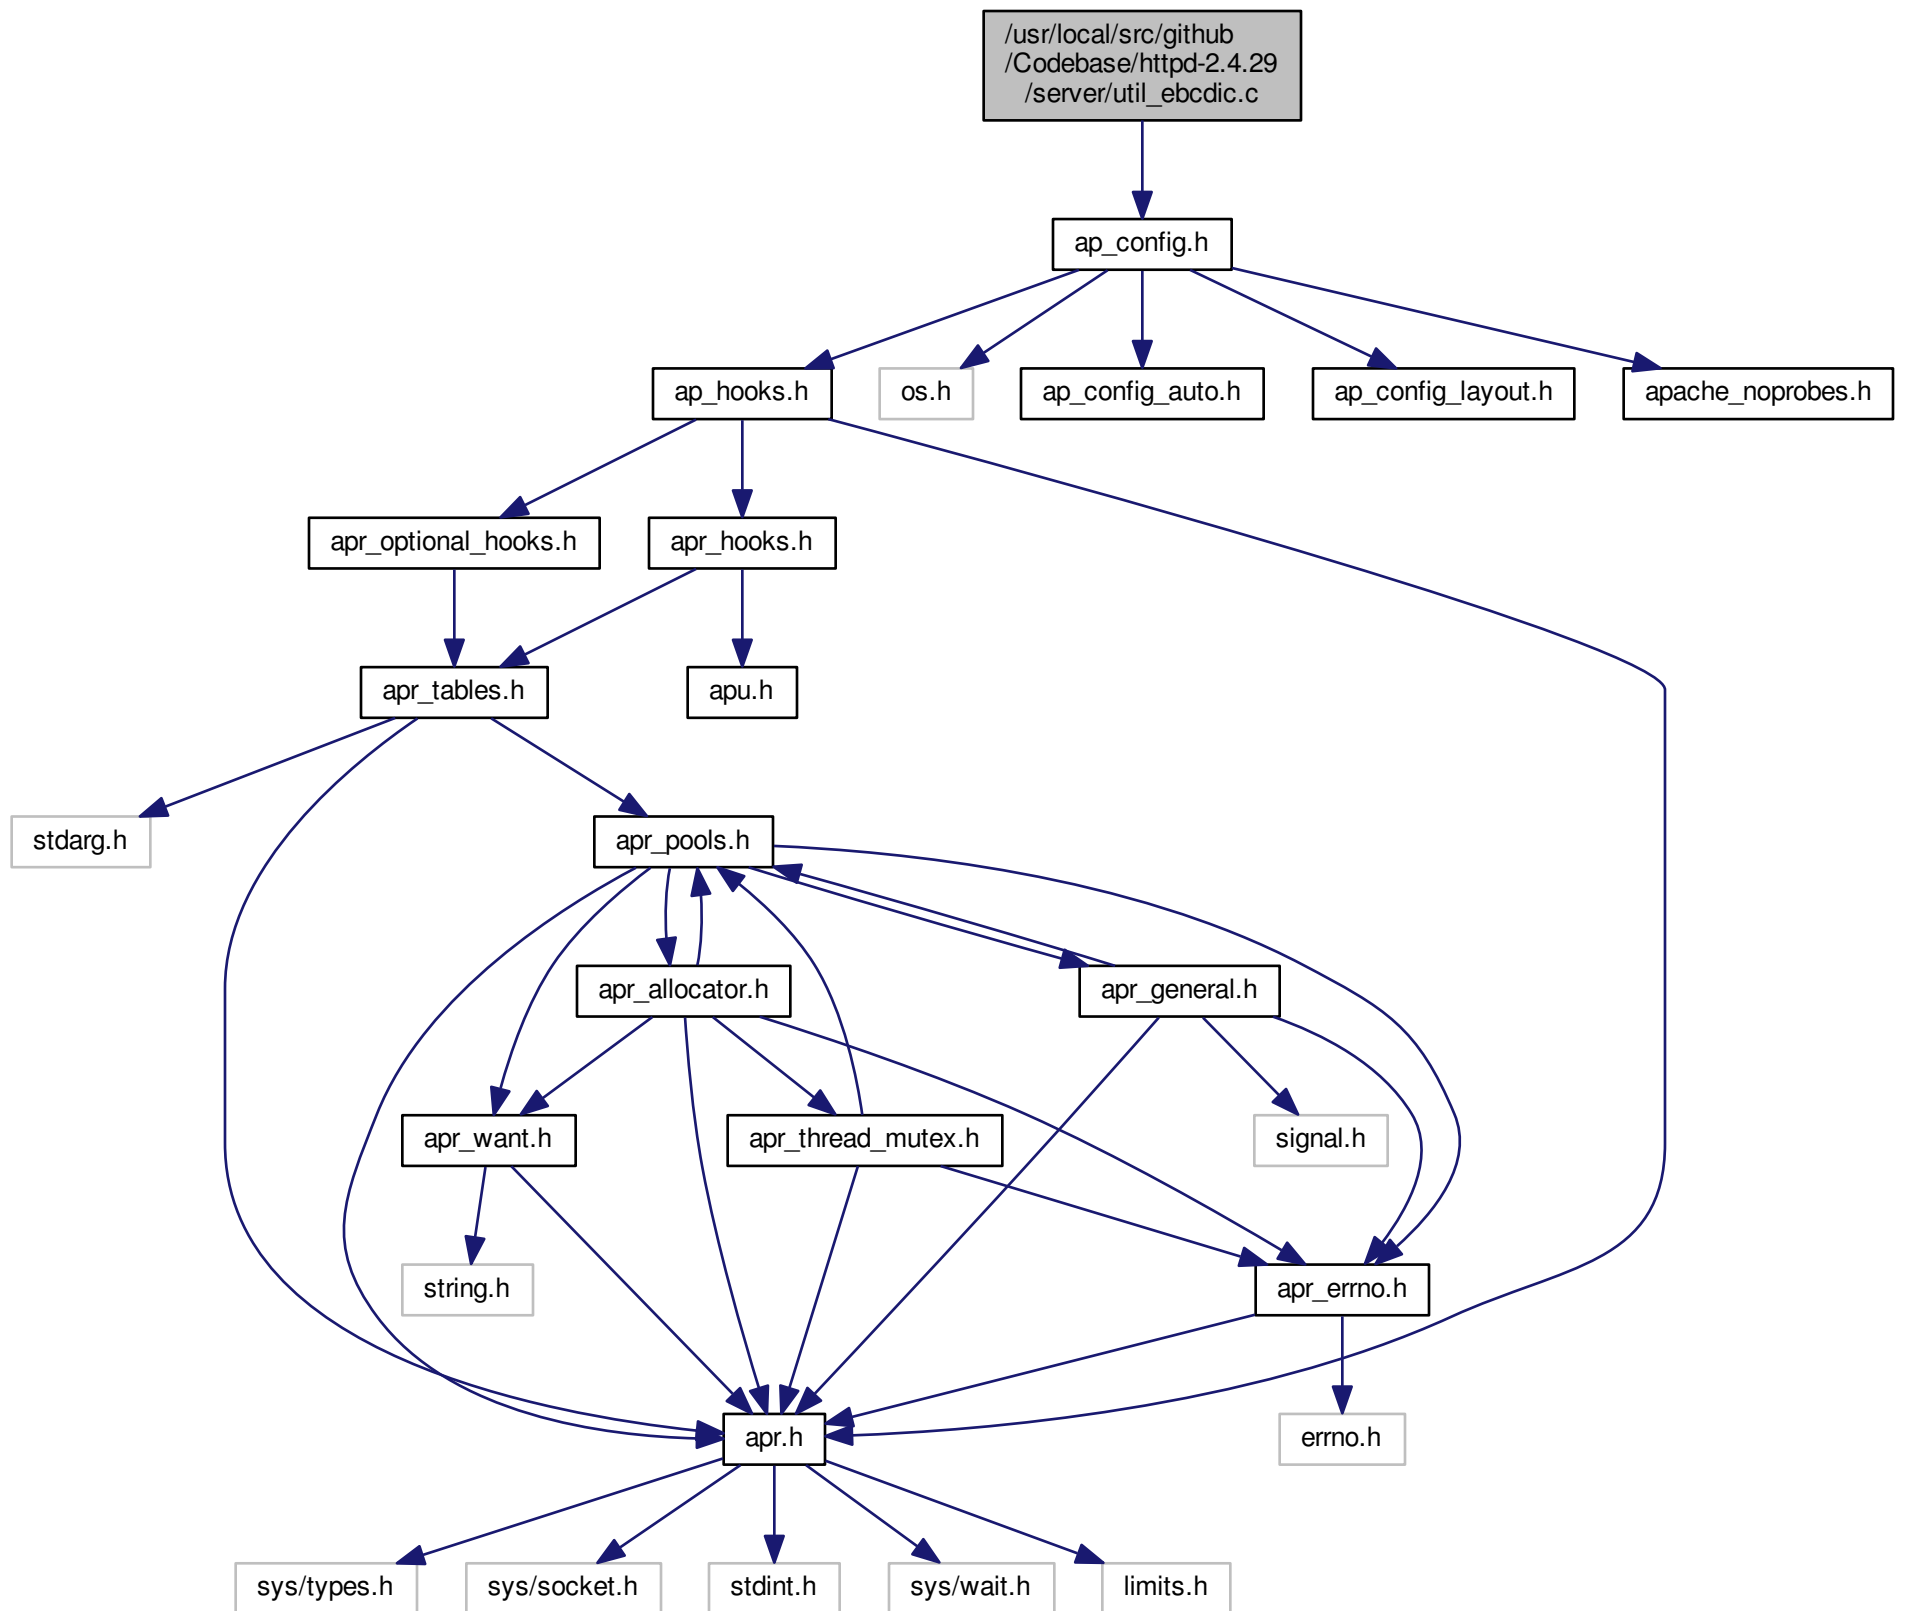 /usr/local/src/github
/Codebase/httpd-2.4.29
/server/util_ebcdic.c
ap_config.h
ap_hooks.h
os.h
ap_config_auto.h
ap_config_layout.h
apache_noprobes.h
apr_optional_hooks.h
apr_hooks.h
apr_tables.h
apu.h
stdarg.h
apr_pools.h
apr_allocator.h
apr_general.h
apr_want.h
apr_thread_mutex.h
signal.h
string.h
apr_errno.h
apr.h
errno.h
sys/types.h
sys/socket.h
stdint.h
sys/wait.h
limits.h